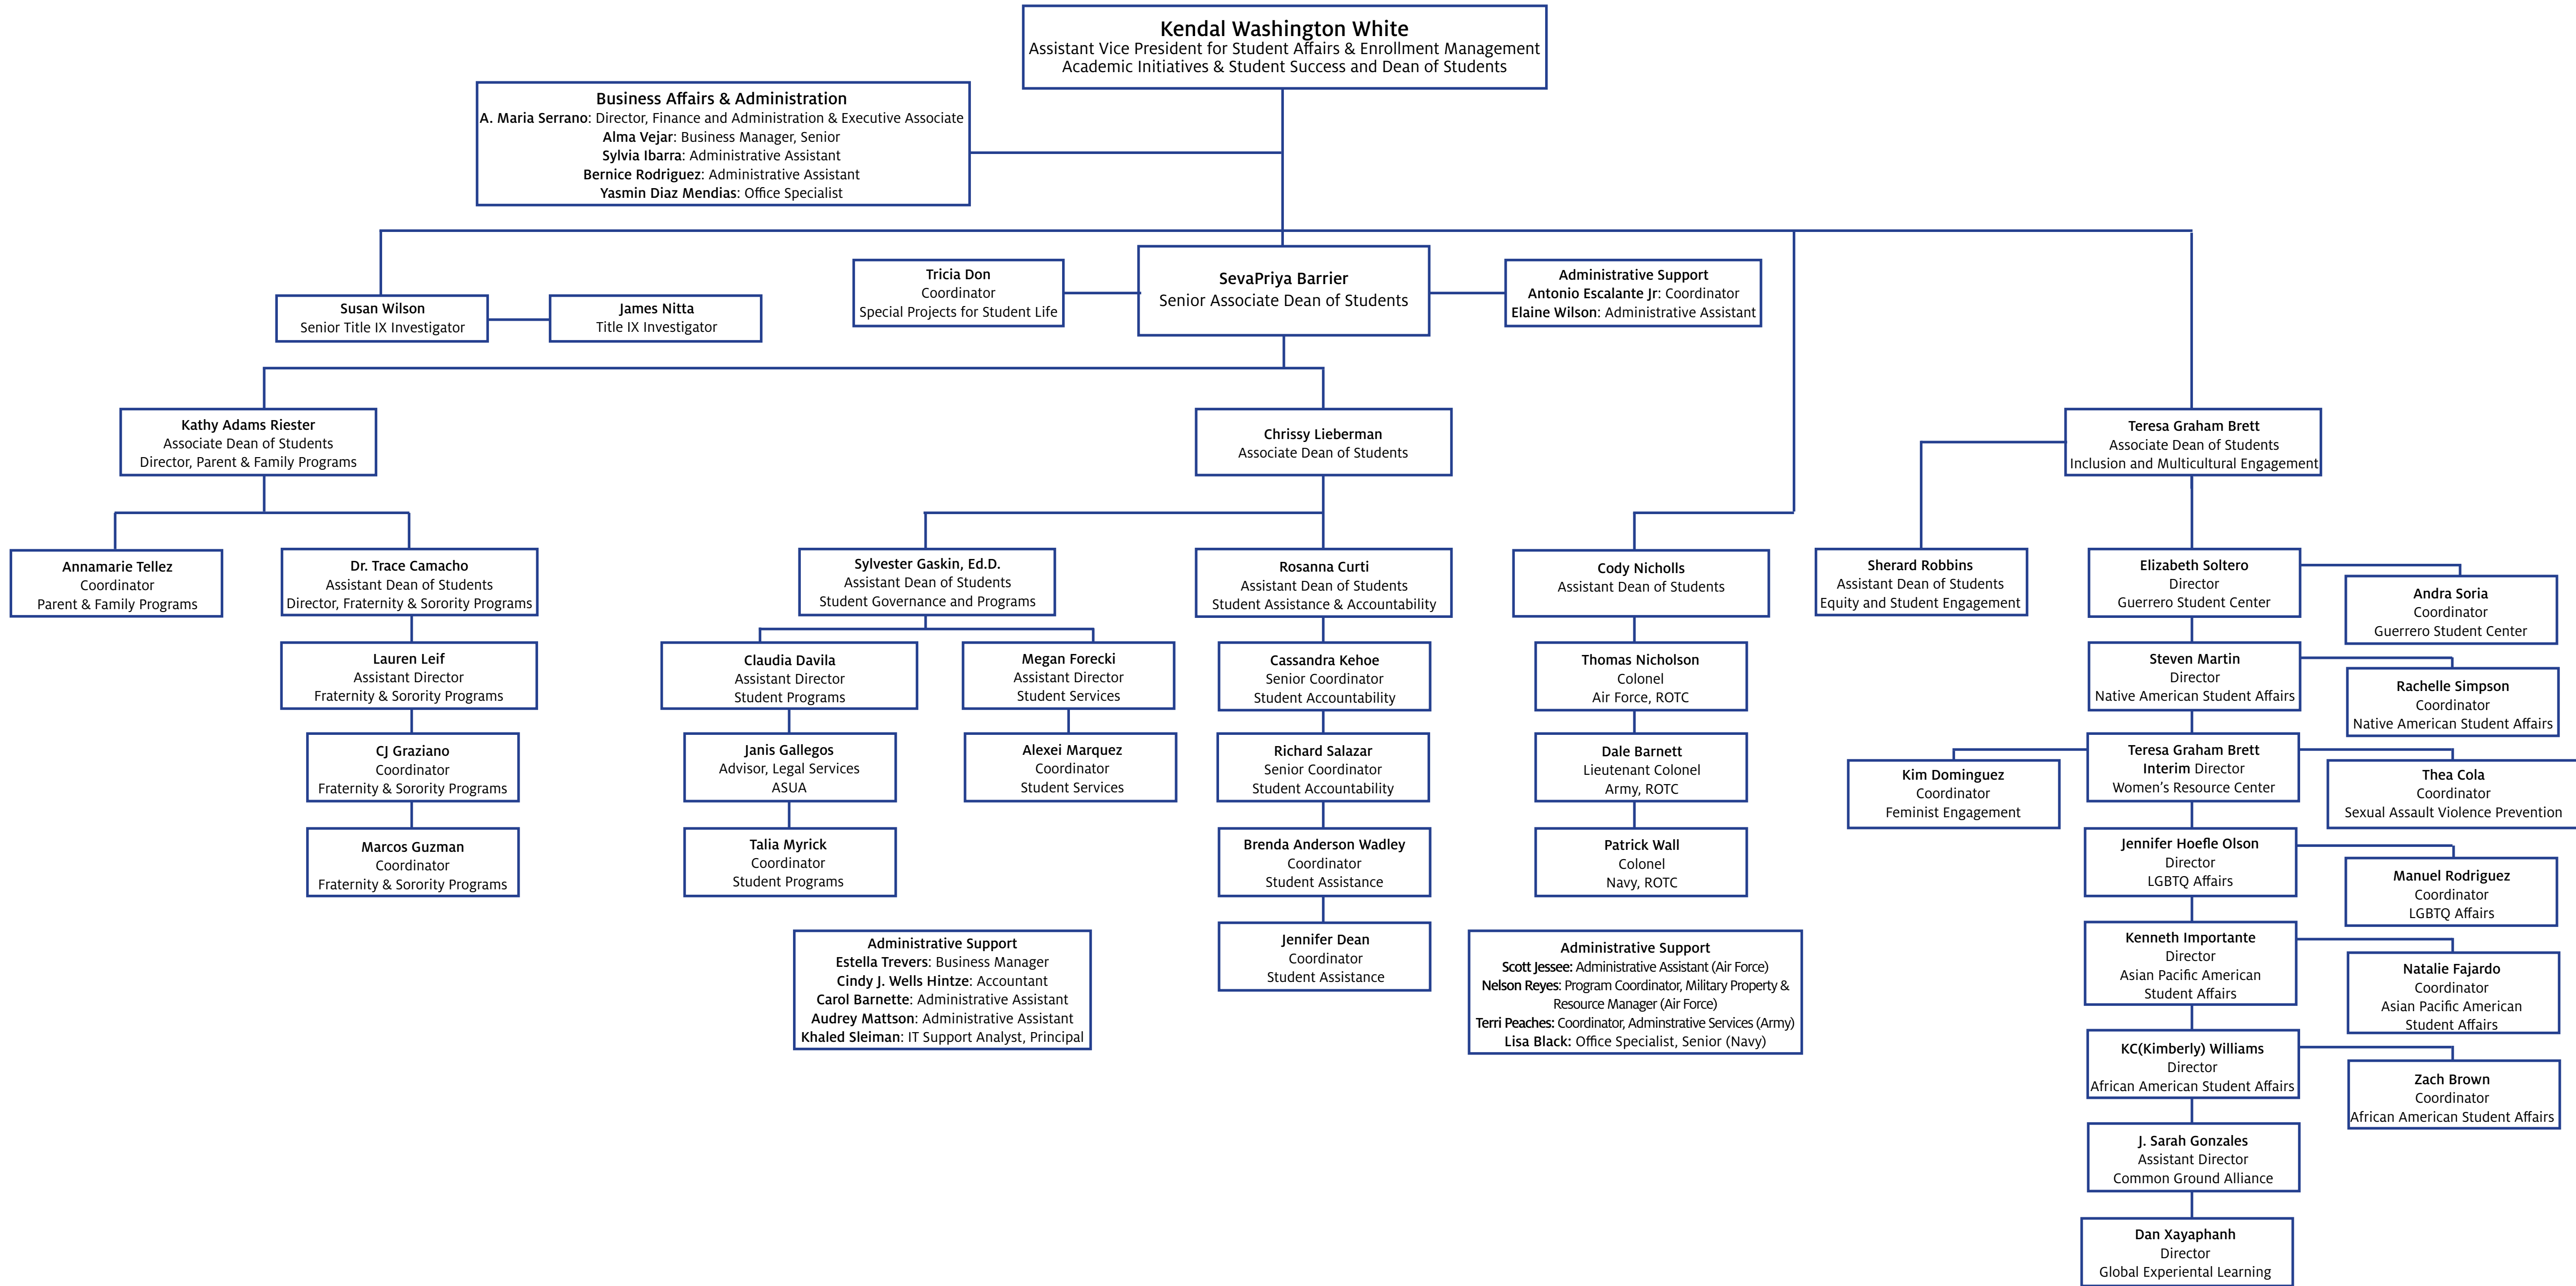 Kendal Washington White
Assistant Vice President for Student Affairs & Enrollment Management
Academic Initiatives & Student Success and Dean of Students
Business Affairs & Administration
A. Maria Serrano: Director, Finance and Administration & Executive Associate
Alma Vejar: Business Manager, Senior
Sylvia Ibarra: Administrative Assistant
Bernice Rodriguez: Administrative Assistant
Yasmin Diaz Mendias: Office Specialist
Susan Wilson
Senior Title IX Investigator
James Nitta
Title IX Investigator
Tricia Don
Coordinator
Special Projects for Student Life
SevaPriya Barrier
Senior Associate Dean of Students
Administrative Support
Antonio Escalante Jr: Coordinator
Elaine Wilson: Administrative Assistant
Kathy Adams Riester
Associate Dean of Students
Director, Parent & Family Programs
Chrissy Lieberman
Associate Dean of Students
Teresa Graham Brett
Associate Dean of Students
Inclusion and Multicultural Engagement
Annamarie Tellez
Coordinator
Parent & Family Programs
Dr. Trace Camacho
Assistant Dean of Students
Director, Fraternity & Sorority Programs
Lauren Leif
Assistant Director
Fraternity & Sorority Programs
CJ Graziano
Coordinator
Fraternity & Sorority Programs
Marcos Guzman
Coordinator
Fraternity & Sorority Programs
Sylvester Gaskin, Ed.D.
Assistant Dean of Students
Student Governance and Programs
Claudia Davila
Assistant Director
Student Programs
Janis Gallegos
Advisor, Legal Services
ASUA
Talia Myrick
Coordinator
Student Programs
Megan Forecki
Assistant Director
Student Services
Alexei Marquez
Coordinator
Student Services
Administrative Support
Estella Trevers: Business Manager
Cindy J. Wells Hintze: Accountant
Carol Barnette: Administrative Assistant
Audrey Mattson: Administrative Assistant
Khaled Sleiman: IT Support Analyst, Principal
Rosanna Curti
Assistant Dean of Students
Student Assistance & Accountability
Cassandra Kehoe
Senior Coordinator
Student Accountability
Richard Salazar
Senior Coordinator
Student Accountability
Brenda Anderson Wadley
Coordinator
Student Assistance
Jennifer Dean
Coordinator
Student Assistance
Cody Nicholls
Assistant Dean of Students
Thomas Nicholson
Colonel
Air Force, ROTC
Dale Barnett
Lieutenant Colonel
Army, ROTC
Patrick Wall
Colonel
Navy, ROTC
Administrative Support
Scott Jessee: Administrative Assistant (Air Force)
Nelson Reyes: Program Coordinator, Military Property &
Resource Manager (Air Force)
Terri Peaches: Coordinator, Adminstrative Services (Army)
Lisa Black: Office Specialist, Senior (Navy)
Sherard Robbins
Assistant Dean of Students
Equity and Student Engagement
Elizabeth Soltero
Director
Guerrero Student Center
Andra Soria
Coordinator
Guerrero Student Center
Steven Martin
Director
Native American Student Affairs
Rachelle Simpson
Coordinator
Native American Student Affairs
Kim Dominguez
Coordinator
Feminist Engagement
Teresa Graham Brett
Interim Director
Women's Resource Center
Thea Cola
Coordinator
Sexual Assault Violence Prevention
Jennifer Hoefle Olson
Director
LGBTQ Affairs
Manuel Rodriguez
Coordinator
LGBTQ Affairs
Kenneth Importante
Director
Asian Pacific American
Student Affairs
Natalie Fajardo
Coordinator
Asian Pacific American
Student Affairs
KC(Kimberly) Williams
Director
African American Student Affairs
Zach Brown
Coordinator
African American Student Affairs
J. Sarah Gonzales
Assistant Director
Common Ground Alliance
Dan Xayaphanh
Director
Global Experiental Learning